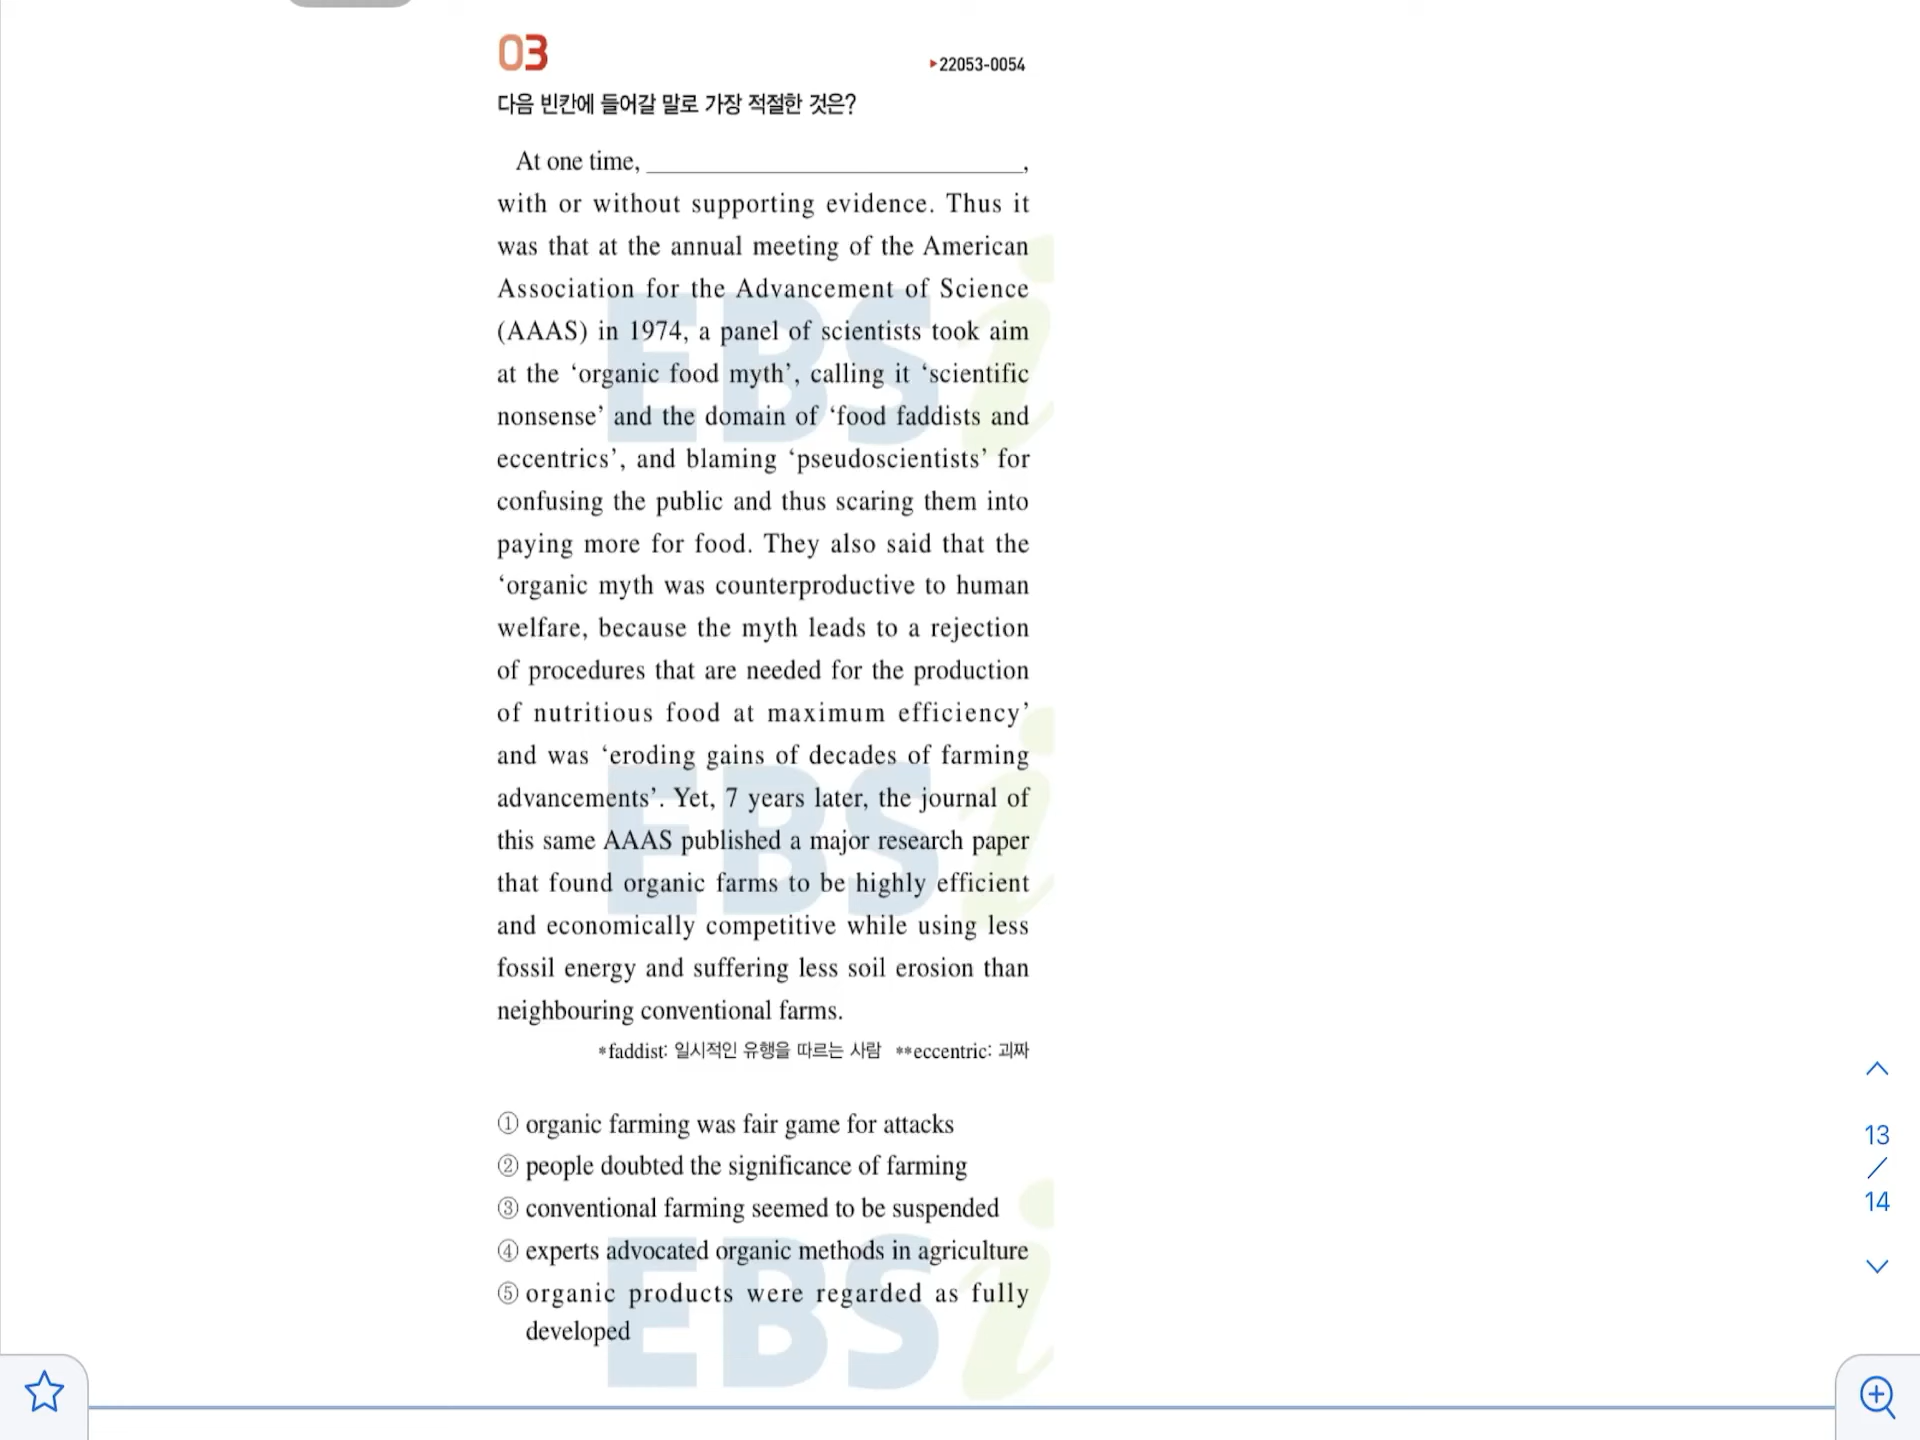 03
▶22053-0054
다음 빈칸에 들어갈 말로 가장 적절한 것은?
At one time, ______________________________,
with or without supporting evidence. Thus it
was that at the annual meeting of the American
Association for the Advancement of Science
(AAAS) in 1974, a panel of scientists took aim
at the ‘organic food myth’, calling it ‘scientific
nonsense’ and the domain of ‘food faddists and
eccentrics’, and blaming ‘pseudoscientists’ for
confusing the public and thus scaring them into
paying more for food. They also said that the
‘organic myth was counterproductive to human
welfare, because the myth leads to a rejection
of procedures that are needed for the production
of nutritious food at maximum efficiency’
and was ‘eroding gains of decades of farming
advancements’. Yet, 7 years later, the journal of
this same AAAS published a major research paper
that found organic farms to be highly efficient
and economically competitive while using less
fossil energy and suffering less soil erosion than
neighbouring conventional farms.
*faddist: 일시적인 유행을 따르는 사람 **eccentric: 괴짜
① organic farming was fair game for attacks
② people doubted the significance of farming
③ conventional farming seemed to be suspended
④ experts advocated organic methods in agriculture
⑤ organic products were regarded as fully
developed
13
/
14
EBSi
EBSi
EBSi